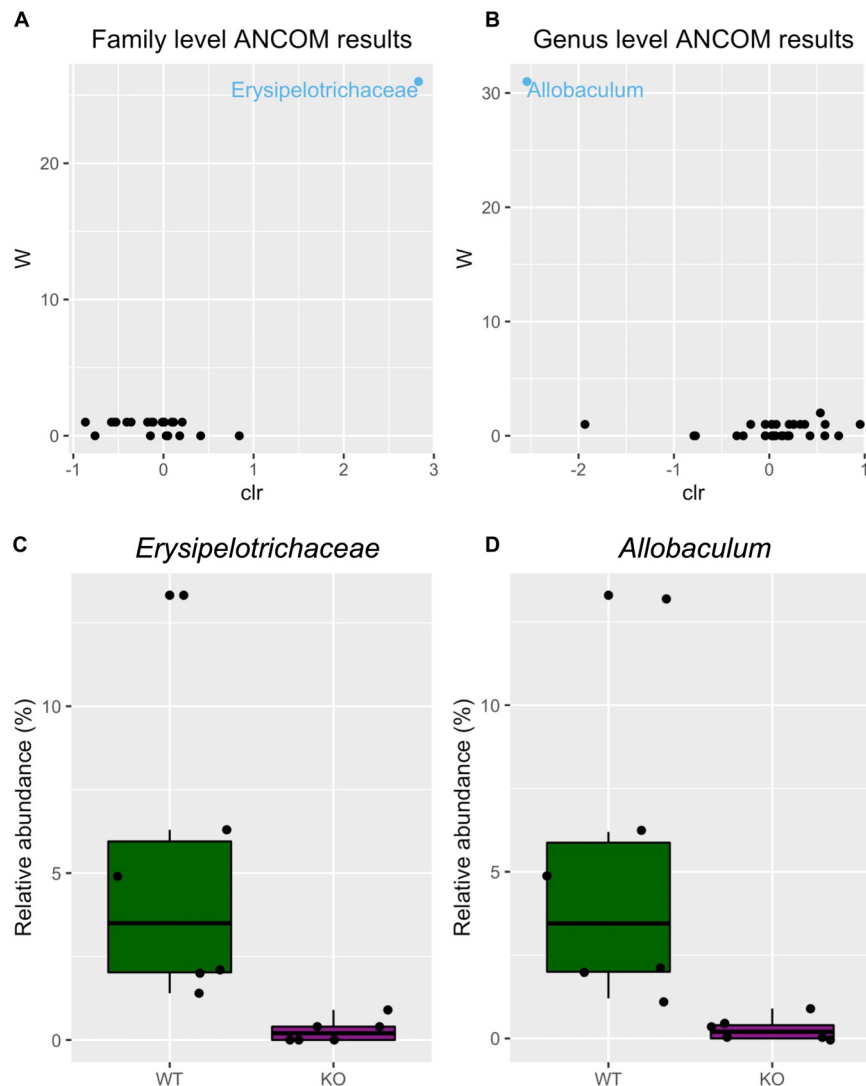 A
Family level ANCOM results
Erysipelotrichaceae
20
10
0
W
-1 0 1 2 3
clr
B
Genus level ANCOM results
Allobaculum
30
20
10
0
W
-2 -1 0 1
clr
C
Erysipelotrichaceae
10
5
0
Relative abundance (%)
WT KO
D
Allobaculum
10
5
0
Relative abundance (%)
WT KO